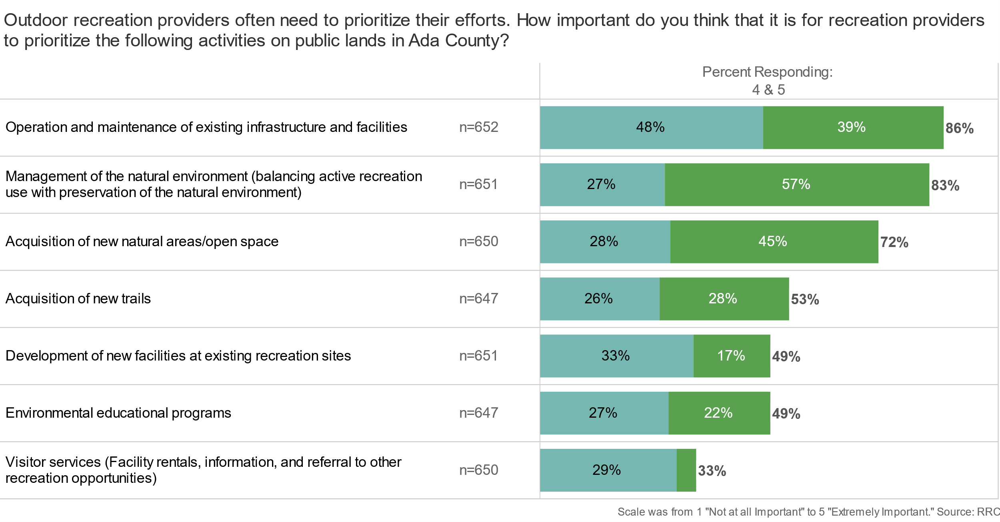 Outdoor recreation providers often need to prioritize their efforts. How important do you think that it is for recreation providers
to prioritize the following activities on public lands in Ada County?
Percent Responding:
4 & 5
Operation and maintenance of existing infrastructure and facilities n=652 48% 39% 86%
Management of the natural environment (balancing active recreation
use with preservation of the natural environment) n=651 27% 57% 83%
Acquisition of new natural areas/open space n=650 28% 45% 72%
Acquisition of new trails n=647 26% 28% 53%
Development of new facilities at existing recreation sites n=651 33% 17% 49%
Environmental educational programs n=647 27% 22% 49%
Visitor services (Facility rentals, information, and referral to other
recreation opportunities) n=650 29% 33%
Scale was from 1 "Not at all Important" to 5 "Extremely Important." Source: RRC